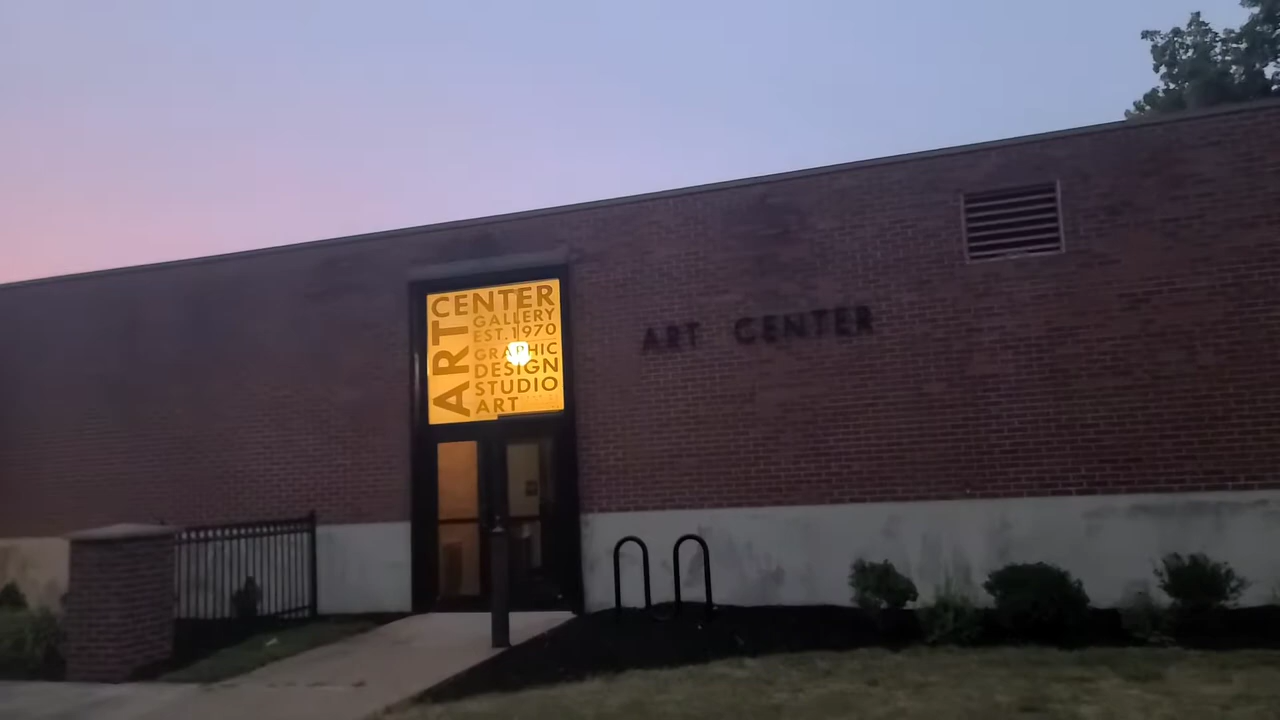 ART
CENTER
GALLERY
EST. 1970
GRAPHIC
DESIGN
STUDIO
ART
ART CENTER